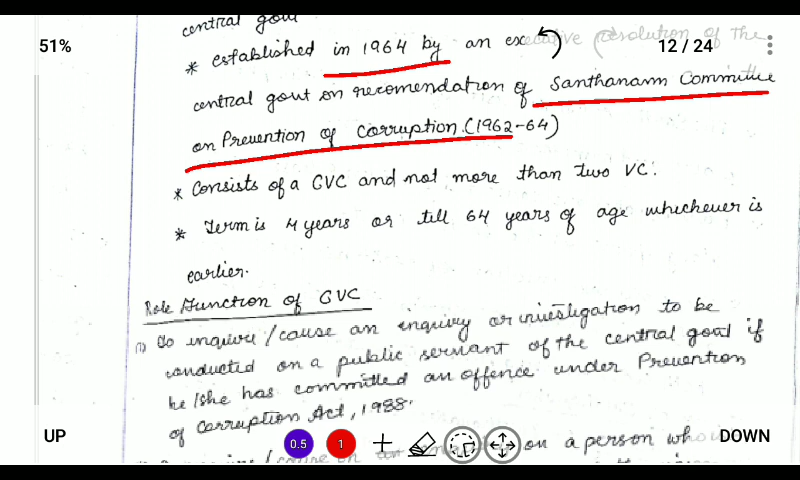 central govt
51%
* established in 1964 by an executive resolution of the
12 / 24
central govt on recomendation of Santhanam Committee
on Prevention of Corruption (1962-64)
* Consists of a CVC and not more than two VC.
* Term is 4 years or till 64 years of age whichever is
earlier.
Role Function of CVC
(1) To inquire / cause an inquiry or investigation to be
conducted on a public servant of the central govt if
he/she has committed an offence under Prevention
of Corruption Act, 1988.
UP
0.5
1
DOWN
on a person who